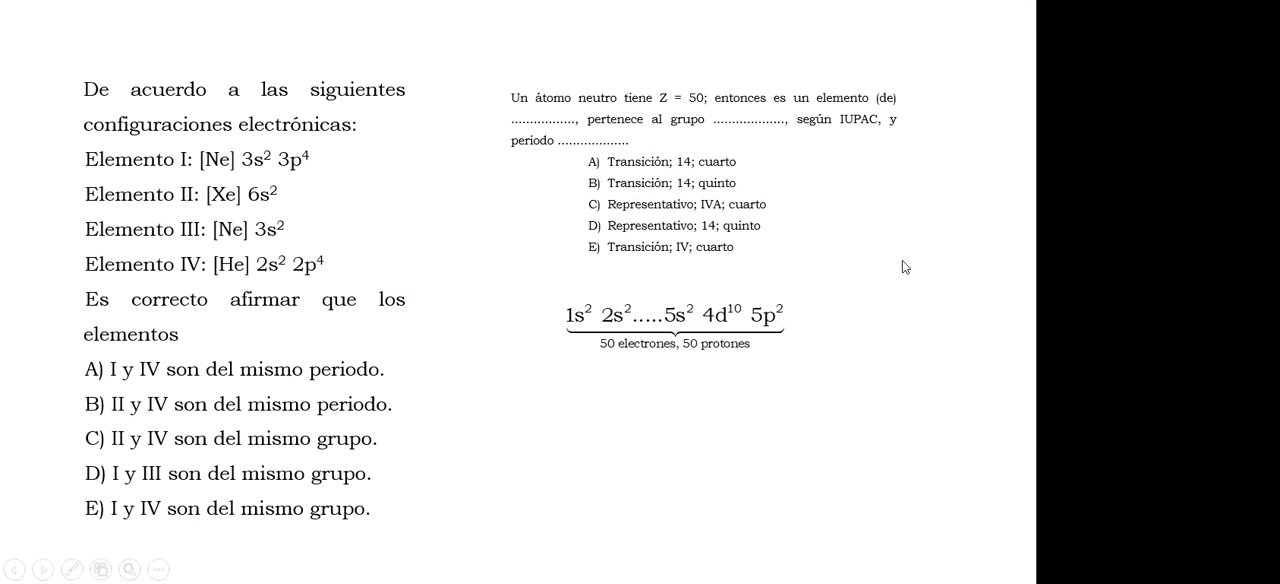 De acuerdo a las siguientes
configuraciones electrónicas:
Elemento I: [Ne] 3s² 3p⁴
Elemento II: [Xe] 6s²
Elemento III: [Ne] 3s²
Elemento IV: [He] 2s² 2p⁴
Es correcto afirmar que los
elementos
A) I y IV son del mismo periodo.
B) II y IV son del mismo periodo.
C) II y IV son del mismo grupo.
D) I y III son del mismo grupo.
E) I y IV son del mismo grupo.
Un átomo neutro tiene Z = 50; entonces es un elemento (de)
................., pertenece al grupo ..................., según IUPAC, y
periodo ...................
A) Transición; 14; cuarto
B) Transición; 14; quinto
C) Representativo; IVA; cuarto
D) Representativo; 14; quinto
E) Transición; IV; cuarto
1s² 2s².....5s² 4d¹⁰ 5p²
50 electrones, 50 protones